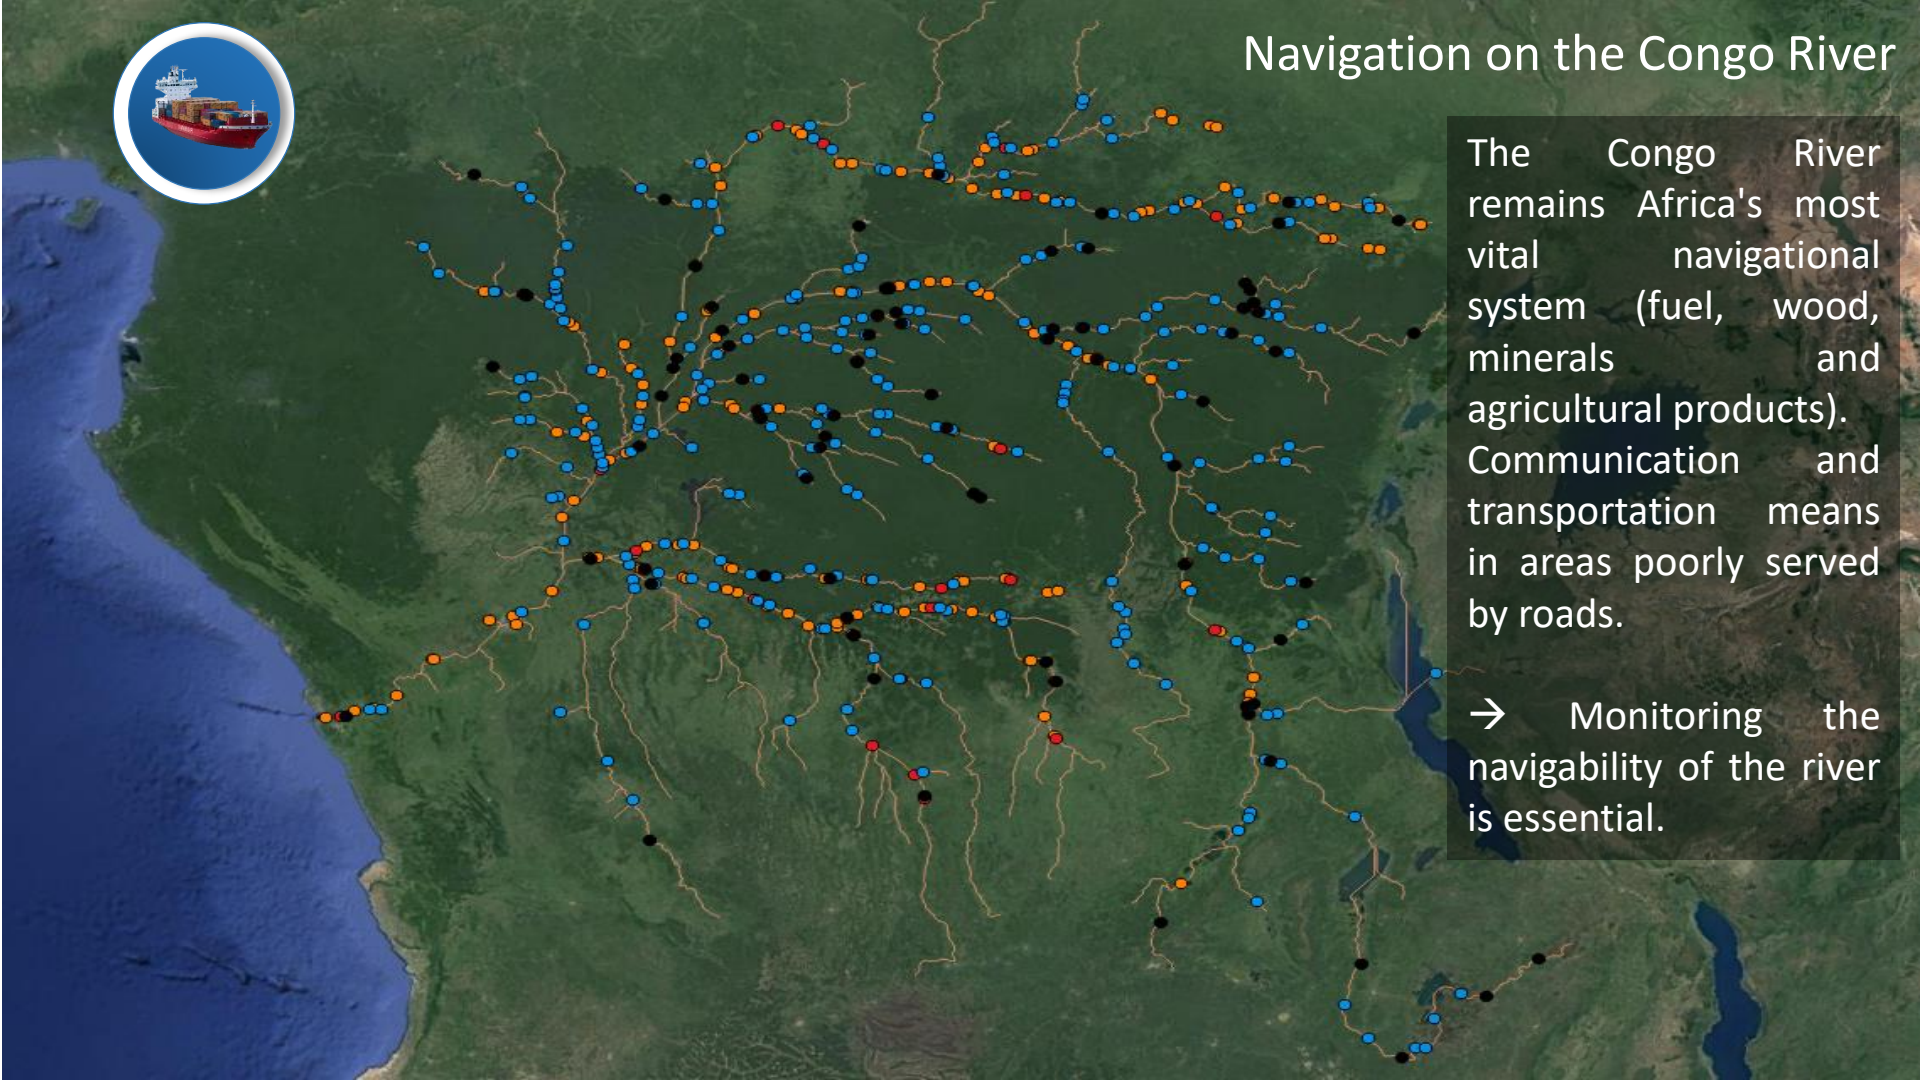 Navigation on the Congo River
The Congo River
remains Africa's most
vital navigational
system (fuel, wood,
minerals and
agricultural products).
Communication and
transportation means
in areas poorly served
by roads.
→ Monitoring the
navigability of the river
is essential.